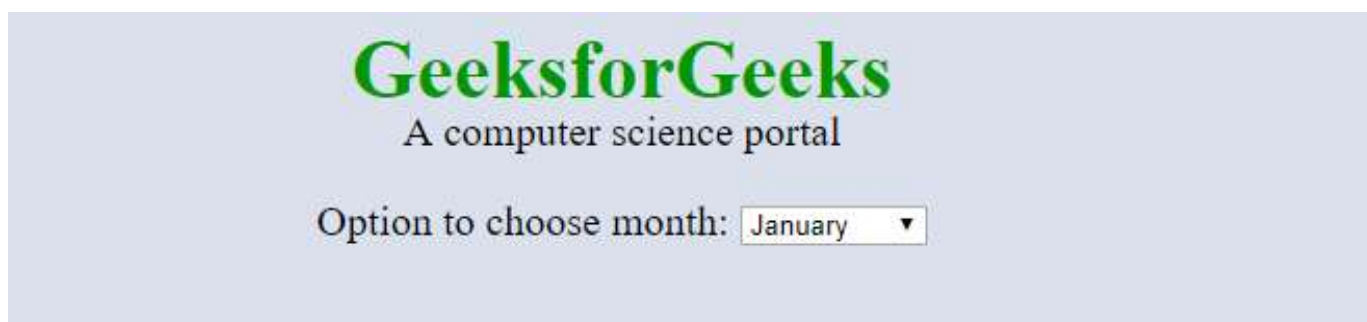 GeeksforGeeks
A computer science portal
Option to choose month: January